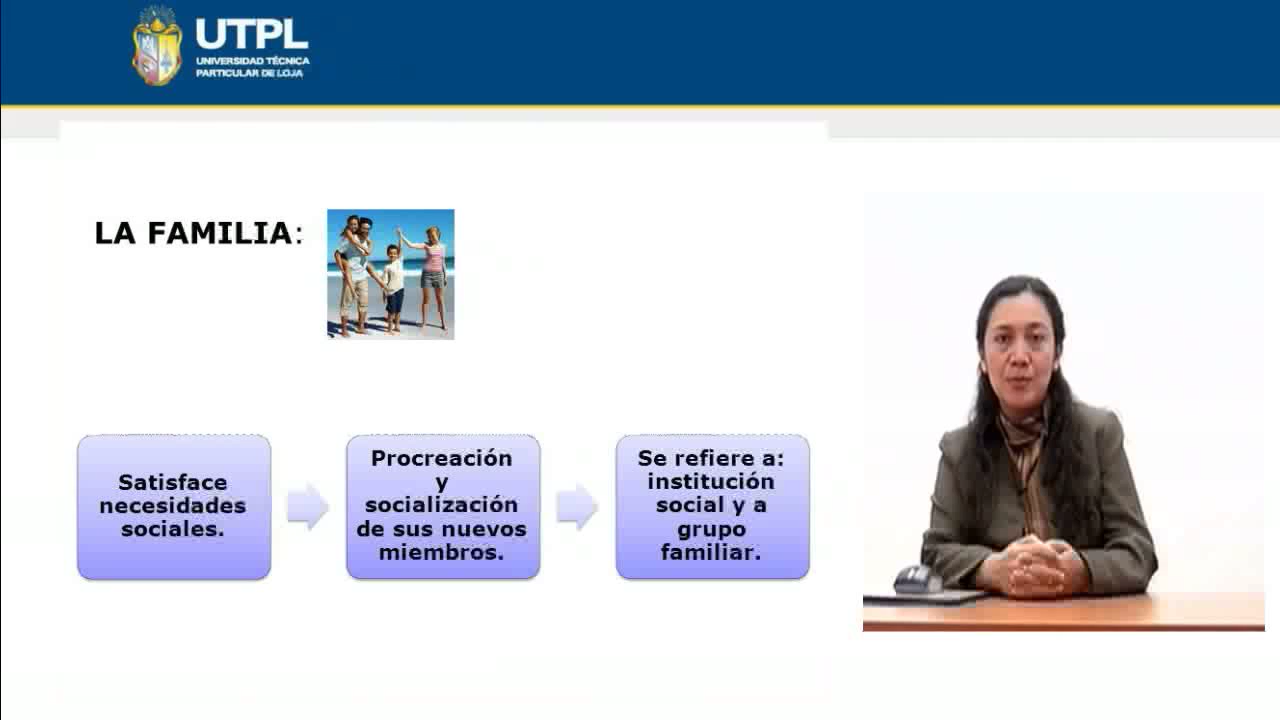 UTPL
UNIVERSIDAD TÉCNICA
PARTICULAR DE LOJA
LA FAMILIA:
Satisface
necesidades
sociales.
Procreación
y
socialización
de sus nuevos
miembros.
Se refiere a:
institución
social y a
grupo
familiar.